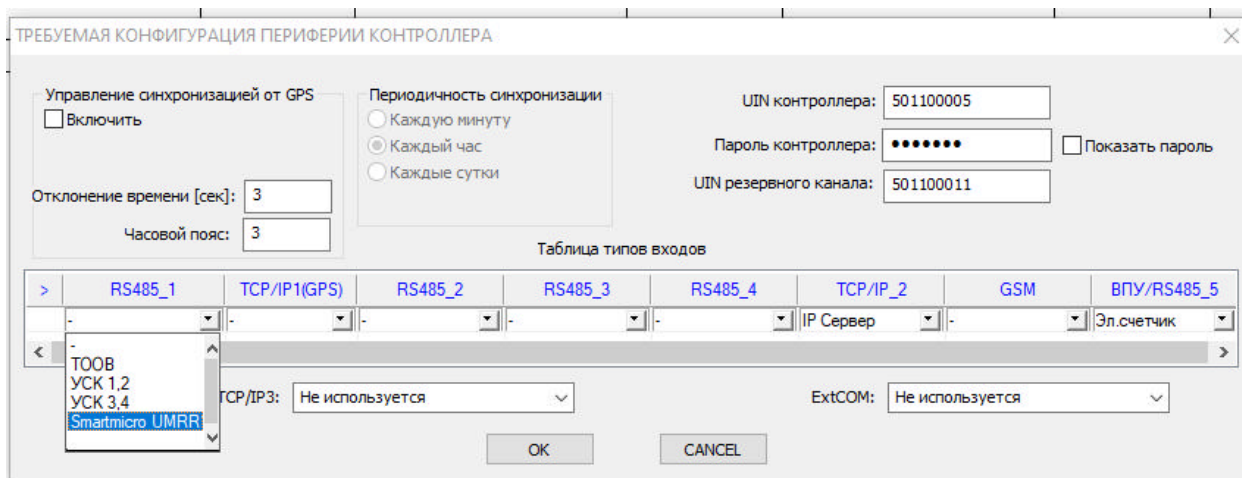 ТРЕБУЕМАЯ КОНФИГУРАЦИЯ ПЕРИФЕРИИ КОНТРОЛЛЕРА
Управление синхронизацией от GPS
Включить
Отклонение времени [сек]: 3
Часовой пояс: 3
Периодичность синхронизации
Каждую минуту
Каждый час
Каждые сутки
UIN контроллера: 501100005
Пароль контроллера: ●●●●●●● Показать пароль
UIN резервного канала: 501100011
Таблица типов входов
> RS485_1 TCP/IP1(GPS) RS485_2 RS485_3 RS485_4 TCP/IP_2 GSM ВПУ/RS485_5
- - - - - IP Сервер - Эл.счетчик
-
ТООВ
УСК 1,2
УСК 3,4
Smartmicro UMRR
TCP/IP3: Не используется ExtCOM: Не используется
OK CANCEL